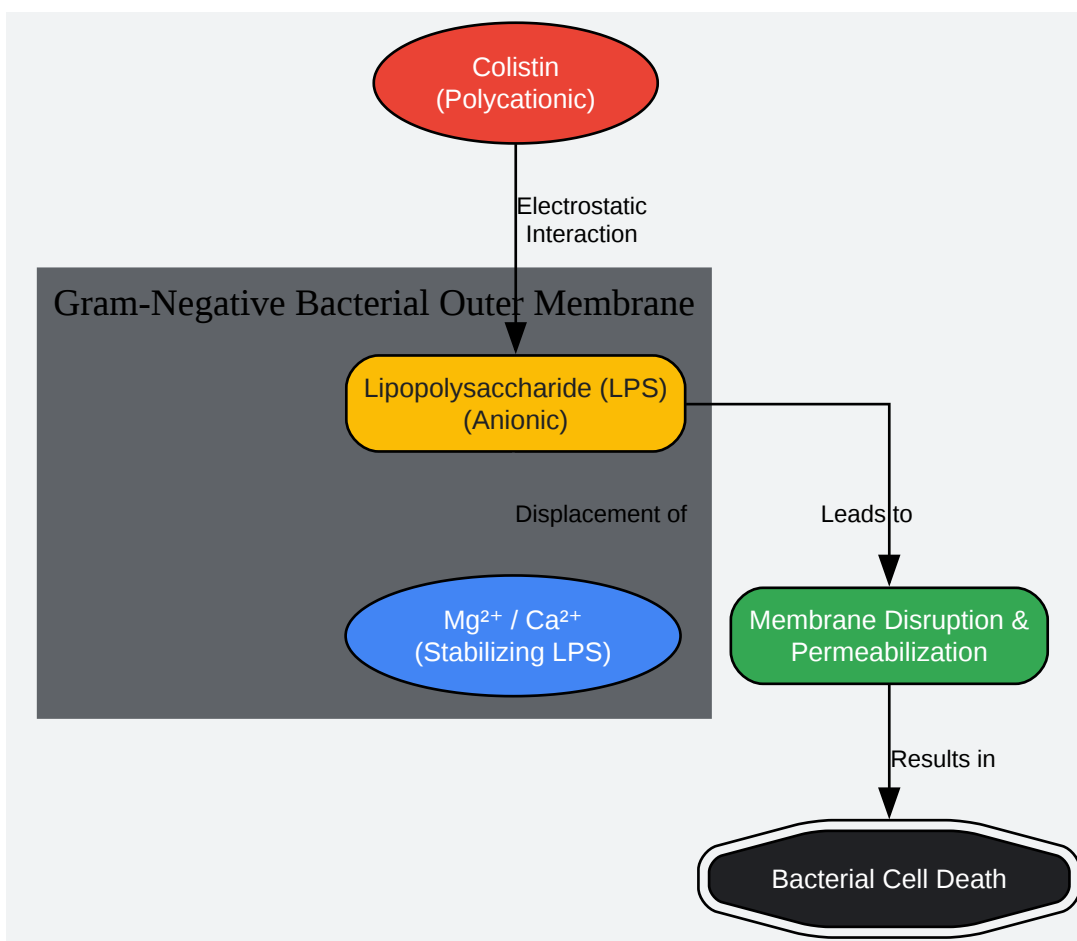 Colistin
(Polycationic)
Electrostatic
Interaction
Gram-Negative Bacterial Outer Membrane
Lipopolysaccharide (LPS)
(Anionic)
Displacement of
Leads to
Mg²⁺ / Ca²⁺
(Stabilizing LPS)
Membrane Disruption &
Permeabilization
Results in
Bacterial Cell Death